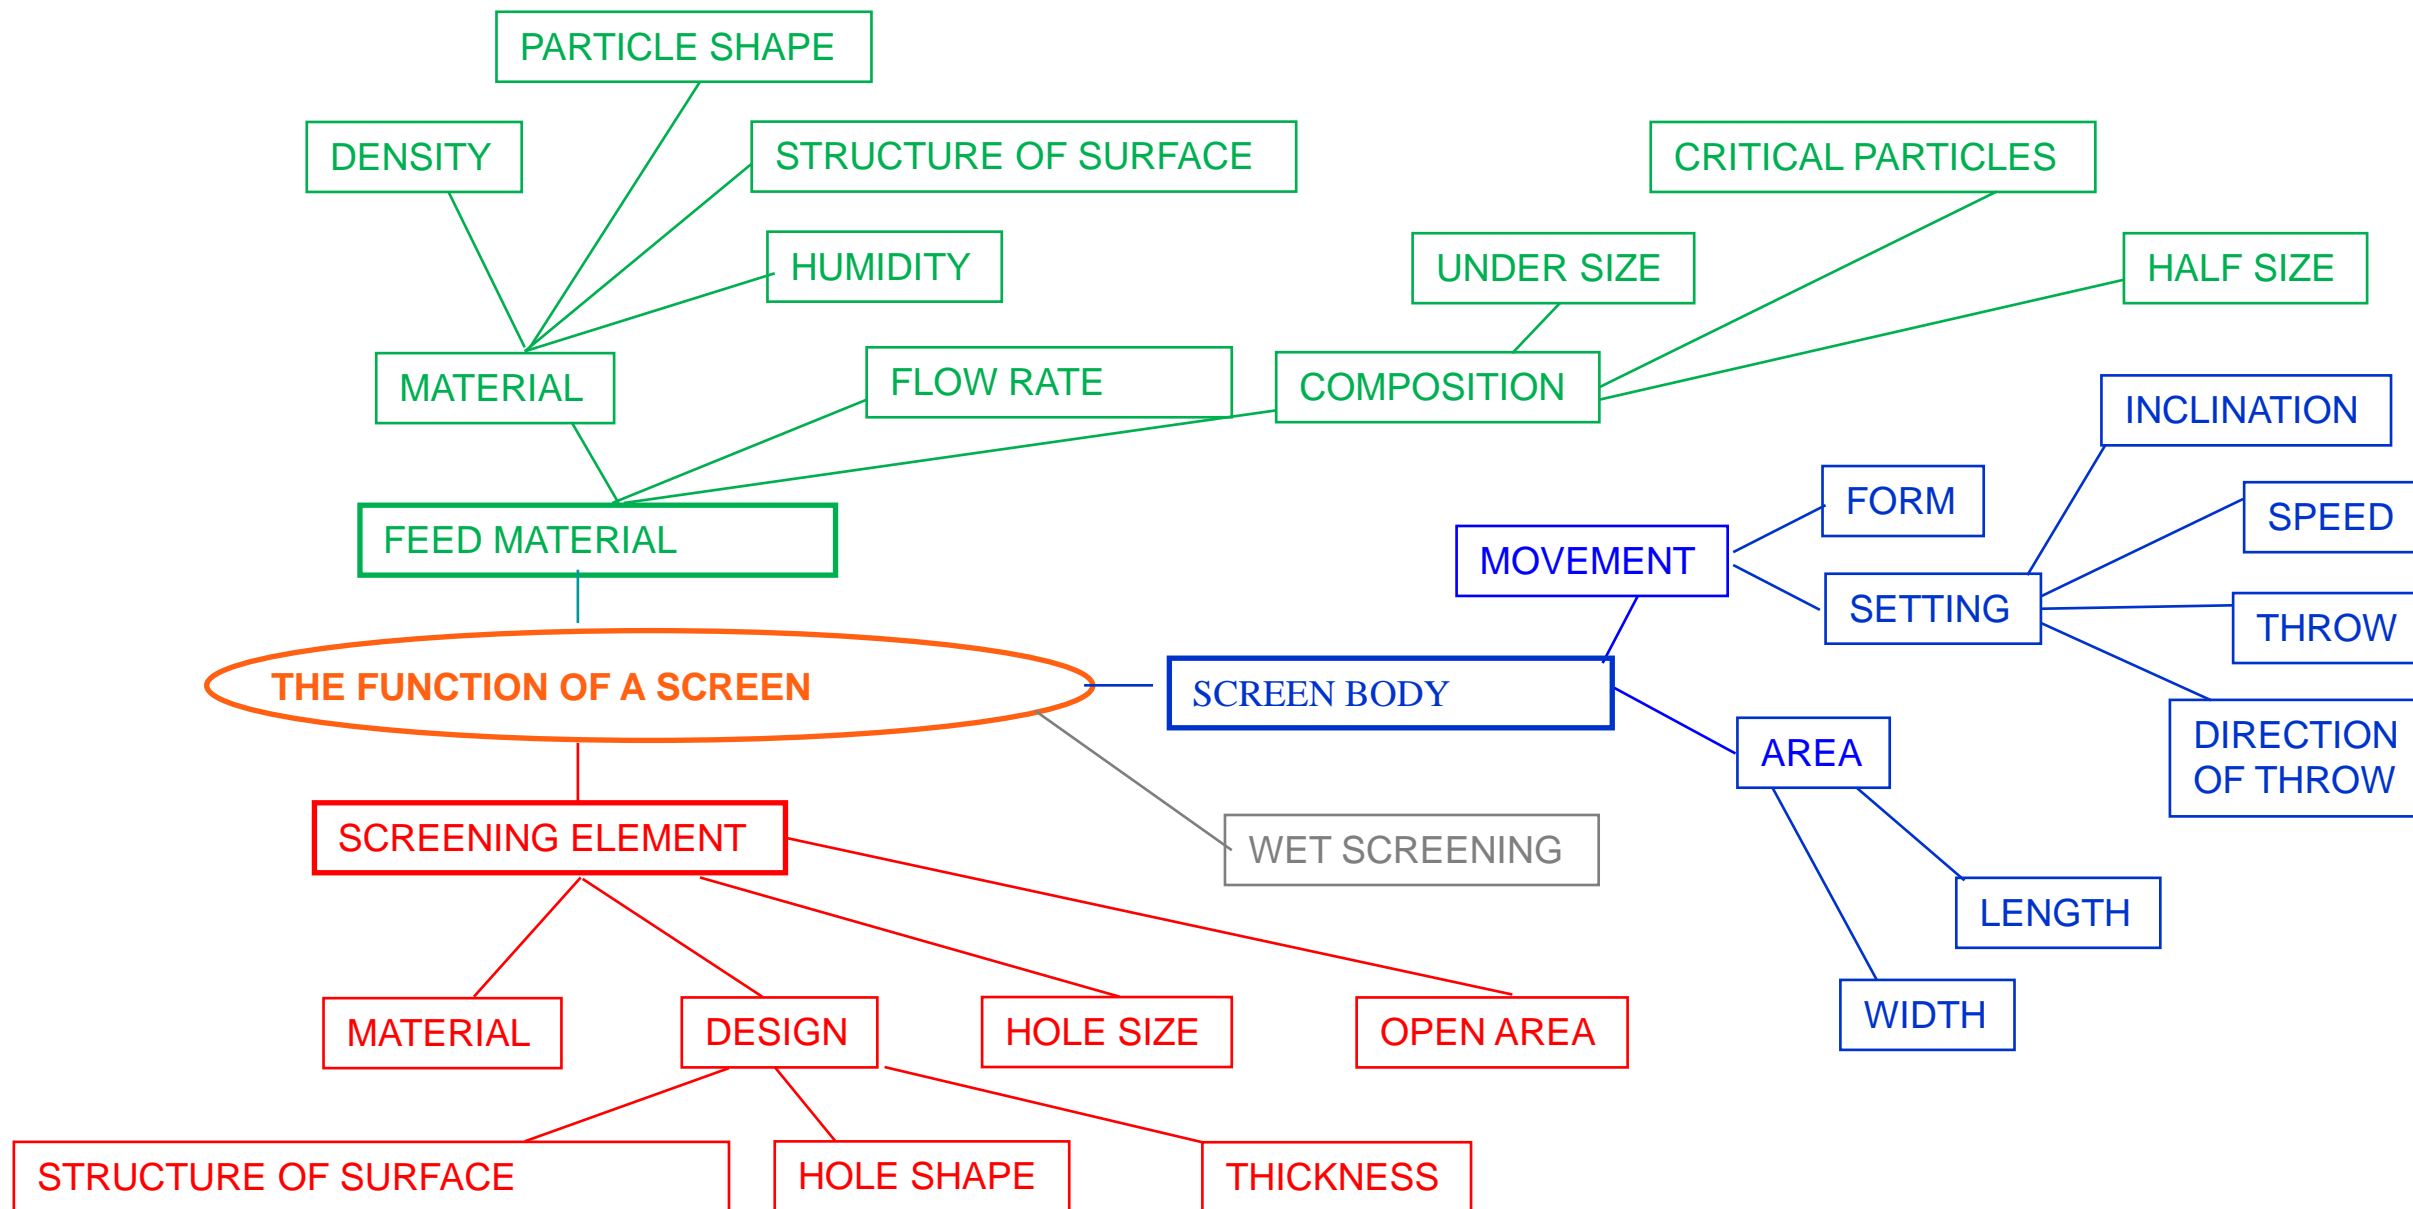 PARTICLE SHAPE
DENSITY
STRUCTURE OF SURFACE
CRITICAL PARTICLES
HUMIDITY
UNDER SIZE
HALF SIZE
MATERIAL
FLOW RATE
COMPOSITION
INCLINATION
FORM
SPEED
FEED MATERIAL
MOVEMENT
SETTING
THROW
THE FUNCTION OF A SCREEN
SCREEN BODY
DIRECTION
OF THROW
AREA
SCREENING ELEMENT
WET SCREENING
LENGTH
WIDTH
MATERIAL
DESIGN
HOLE SIZE
OPEN AREA
STRUCTURE OF SURFACE
HOLE SHAPE
THICKNESS